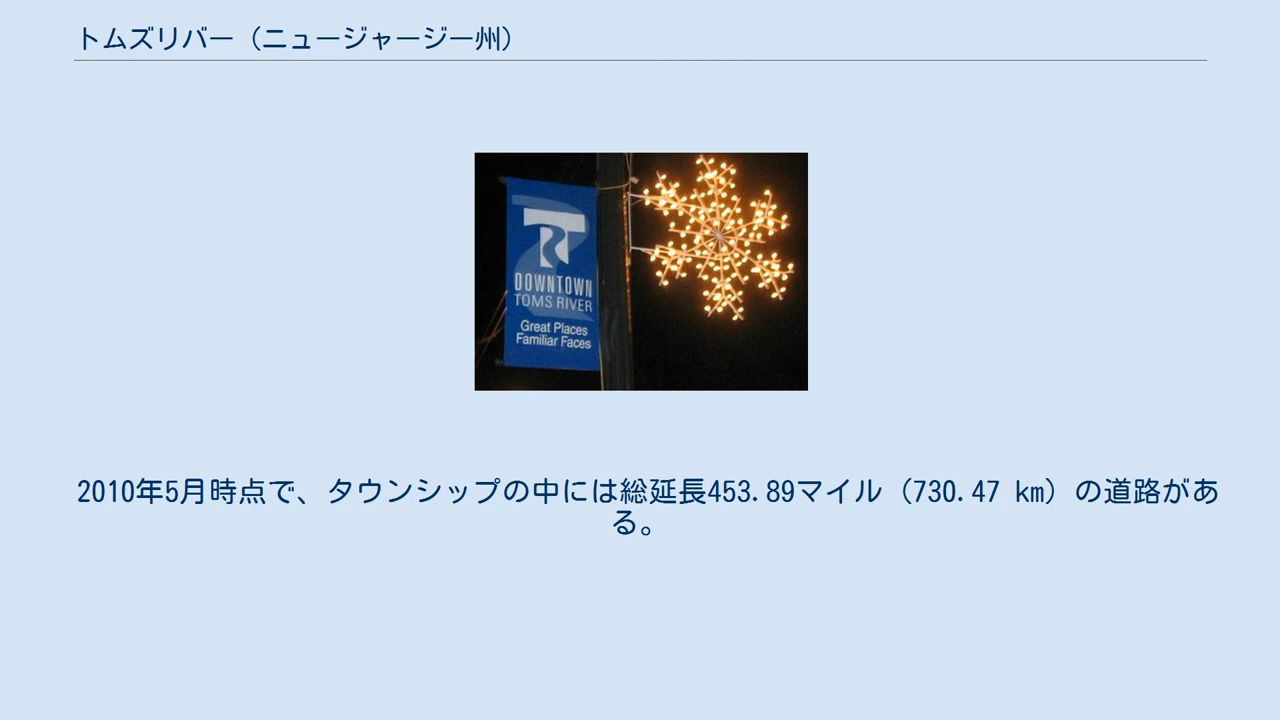 トムズリバー（ニュージャージー州）
DOWNTOWN
TOMS RIVER
Great Places
Familiar Faces
2010年5月時点で、タウンシップの中には総延長453.89マイル（730.47 km）の道路があ
る。